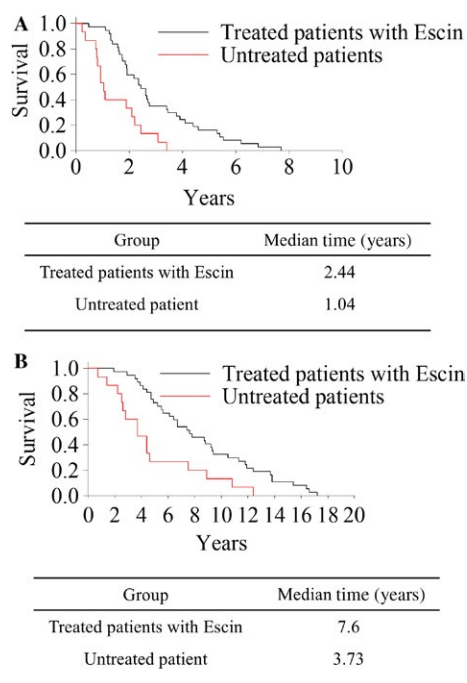 A
Survival
1.0
0.8
0.6
0.4
0.2
0.0
Treated patients with Escin
Untreated patients
0 2 4 6 8 10
Years
Group Median time (years)
Treated patients with Escin 2.44
Untreated patient 1.04
B
Survival
1.0
0.8
0.6
0.4
0.2
0.0
Treated patients with Escin
Untreated patients
0 2 4 6 8 10 12 14 16 18 20
Years
Group Median time (years)
Treated patients with Escin 7.6
Untreated patient 3.73